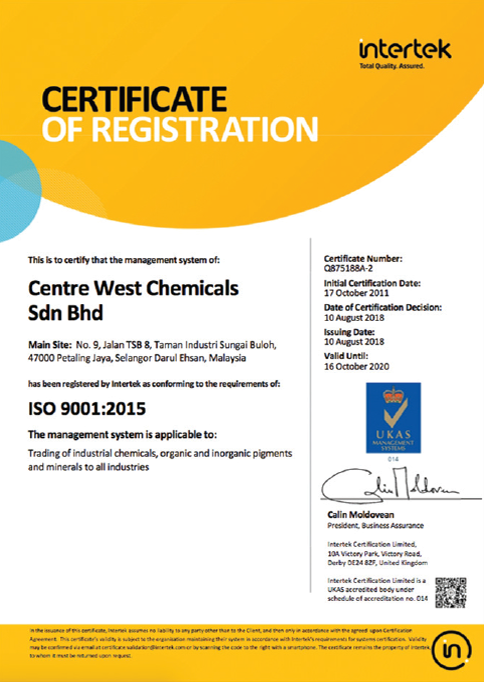 intertek
Total Quality. Assured.
CERTIFICATE
OF REGISTRATION
This is to certify that the management system of:
Centre West Chemicals
Sdn Bhd
Main Site: No. 9, Jalan TSB 8, Taman Industri Sungai Buloh,
47000 Petaling Jaya, Selangor Darul Ehsan, Malaysia
has been registered by Intertek as conforming to the requirements of:
ISO 9001:2015
The management system is applicable to:
Trading of industrial chemicals, organic and inorganic pigments
and minerals to all industries
Certificate Number:
Q875188A-2
Initial Certification Date:
17 October 2011
Date of Certification Decision:
10 August 2018
Issuing Date:
10 August 2018
Valid Until:
16 October 2020
UKAS
MANAGEMENT
SYSTEMS
014
Calin Moldovean
Calin Moldovean
President, Business Assurance
Intertek Certification Limited,
10A Victory Park, Victory Road,
Derby DE24 8ZF, United Kingdom
Intertek Certification Limited is a
UKAS accredited body under
schedule of accreditation no. 014
In the issuance of this certificate, Intertek assumes no liability to any party other than to the Client, and then only in accordance with the agreed upon Certification
Agreement. This certificate's validity is subject to the organisation maintaining their system in accordance with Intertek's requirements for systems certification. Validity
may be confirmed via email at certificate.validation@intertek.com or by scanning the code to the right with a smartphone. The certificate remains the property of Intertek,
to whom it must be returned upon request.
in